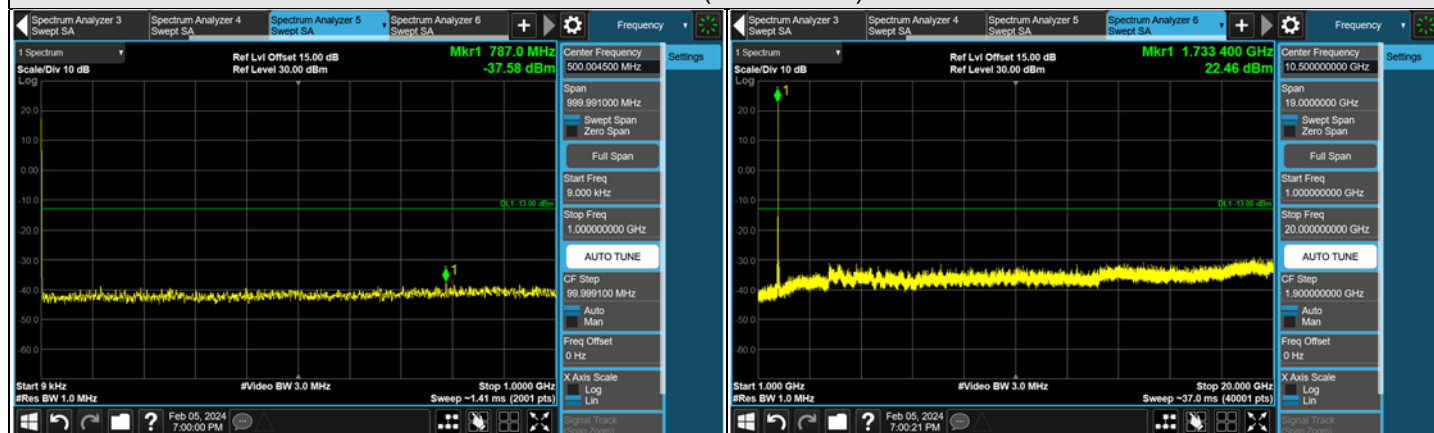 Spectrum Analyzer 3
Swept SA
Spectrum Analyzer 4
Swept SA
Spectrum Analyzer 5
Swept SA
Spectrum Analyzer 6
Swept SA
Frequency
1 Spectrum
Scale/Div 10 dB
Log
Ref Lvl Offset 15.00 dB
Ref Level 30.00 dBm
Mkr1 787.0 MHz
-37.58 dBm
20.0
10.0
0.00
-10.0
-20.0
-30.0
-40.0
-50.0
-60.0
DL1 -13.00 dBm
1
Start 9 kHz
#Res BW 1.0 MHz
#Video BW 3.0 MHz
Stop 1.0000 GHz
Sweep ~1.41 ms (2001 pts)
Center Frequency
500.004500 MHz
Settings
Span
999.991000 MHz
Swept Span
Zero Span
Full Span
Start Freq
9.000 kHz
Stop Freq
1.000000000 GHz
AUTO TUNE
CF Step
99.999100 MHz
Auto
Man
Freq Offset
0 Hz
X Axis Scale
Log
Lin
Signal Track
(Span Zoom)
?
Feb 05, 2024
7:00:00 PM
Spectrum Analyzer 3
Swept SA
Spectrum Analyzer 4
Swept SA
Spectrum Analyzer 5
Swept SA
Spectrum Analyzer 6
Swept SA
Frequency
1 Spectrum
Scale/Div 10 dB
Log
Ref Lvl Offset 15.00 dB
Ref Level 30.00 dBm
Mkr1 1.733 400 GHz
22.46 dBm
1
20.0
10.0
0.00
-10.0
-20.0
-30.0
-40.0
-50.0
-60.0
DL1 -13.00 dBm
Start 1.000 GHz
#Res BW 1.0 MHz
#Video BW 3.0 MHz
Stop 20.000 GHz
Sweep ~37.0 ms (40001 pts)
Center Frequency
10.500000000 GHz
Settings
Span
19.0000000 GHz
Swept Span
Zero Span
Full Span
Start Freq
1.000000000 GHz
Stop Freq
20.000000000 GHz
AUTO TUNE
CF Step
1.900000000 GHz
Auto
Man
Freq Offset
0 Hz
X Axis Scale
Log
Lin
Signal Track
(Span Zoom)
?
Feb 05, 2024
7:00:21 PM